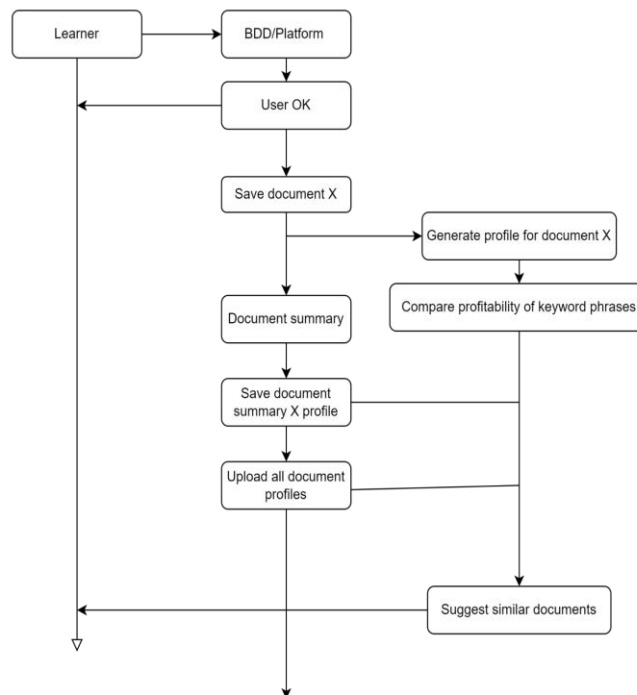 Learner
BDD/Platform
User OK
Save document X
Generate profile for document X
Compare profitability of keyword phrases
Document summary
Save document
summary X profile
Upload all document
profiles
Suggest similar documents